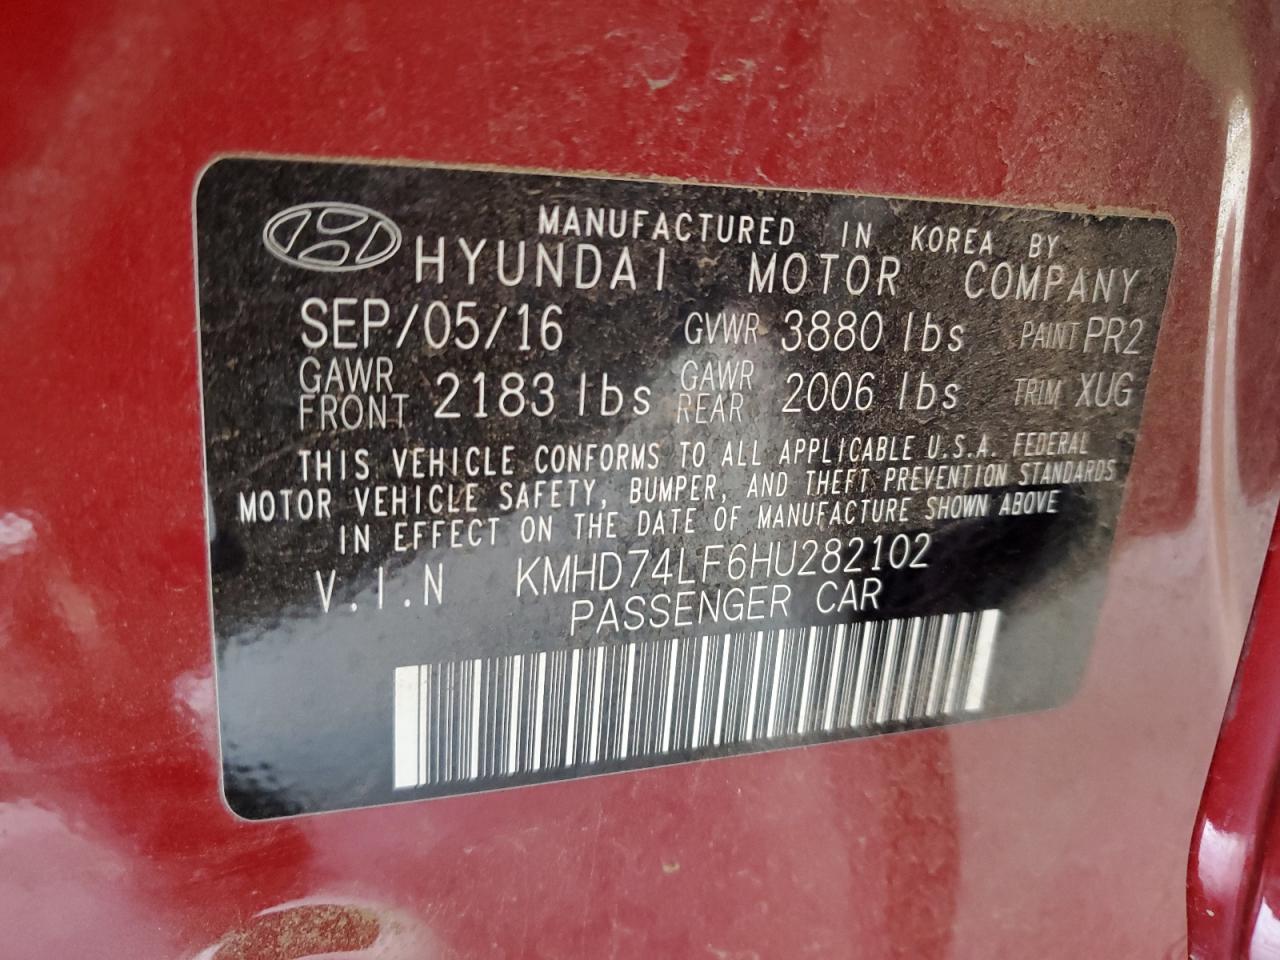 MANUFACTURED IN KOREA BY
HYUNDAI MOTOR COMPANY
SEP/05/16 GVWR 3880 lbs PAINT PR2
GAWR FRONT 2183 lbs GAWR REAR 2006 lbs TRIM XUG
THIS VEHICLE CONFORMS TO ALL APPLICABLE U.S.A. FEDERAL
MOTOR VEHICLE SAFETY, BUMPER, AND THEFT PREVENTION STANDARDS
IN EFFECT ON THE DATE OF MANUFACTURE SHOWN ABOVE
V.I.N KMHD74LF6HU282102
PASSENGER CAR